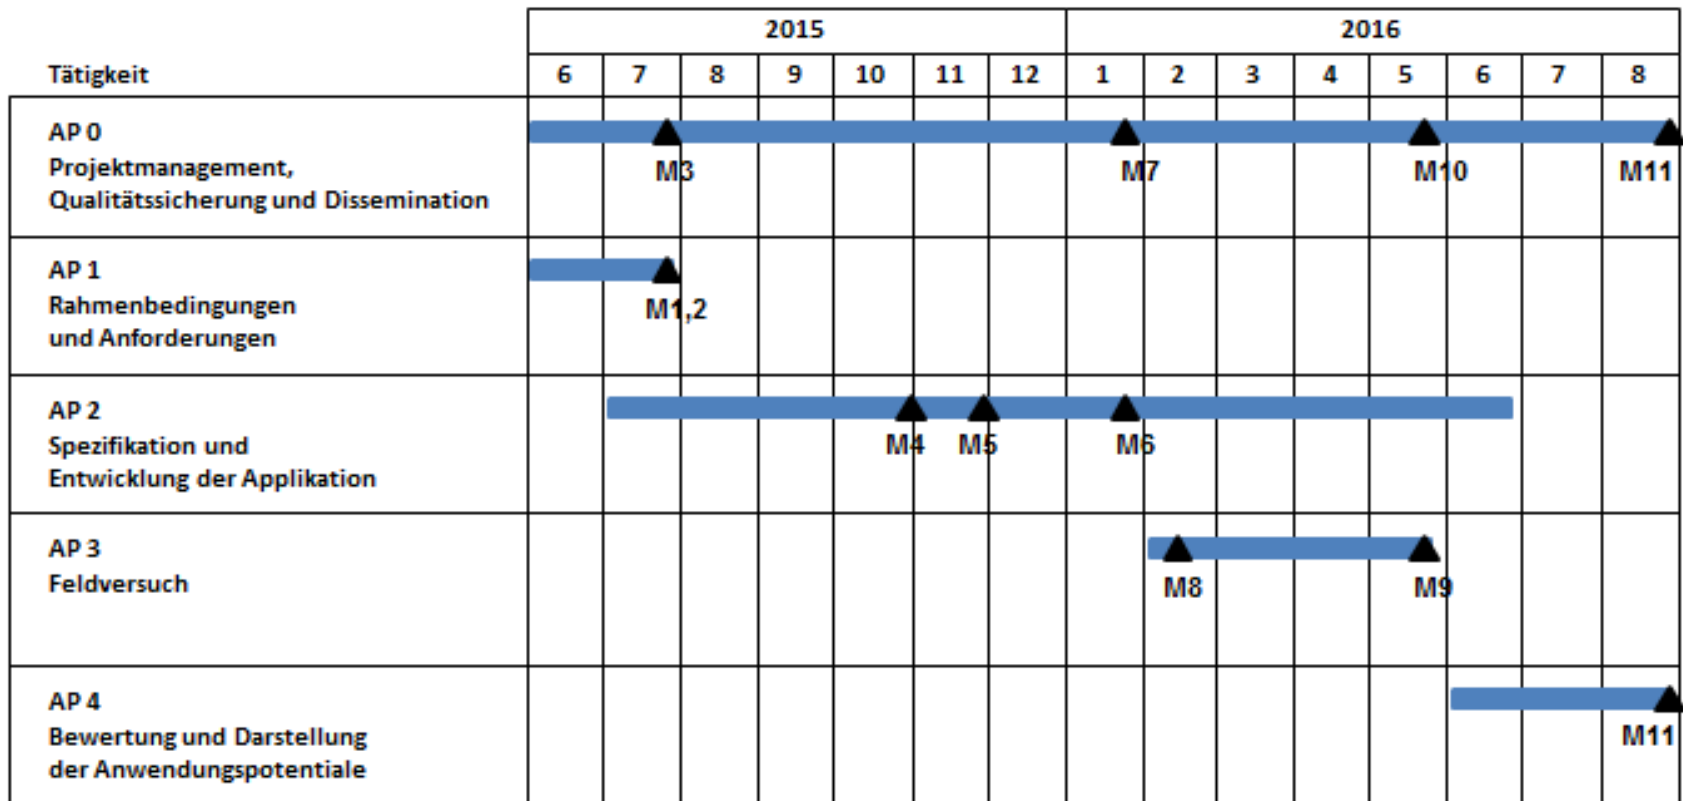 2015 2016
Tätigkeit 6 7 8 9 10 11 12 1 2 3 4 5 6 7 8
AP 0
Projektmanagement,
Qualitätssicherung und Dissemination
M3 M7 M10 M11
AP 1
Rahmenbedingungen
und Anforderungen
M1,2
AP 2
Spezifikation und
Entwicklung der Applikation
M4 M5 M6
AP 3
Feldversuch
M8 M9
AP 4
Bewertung und Darstellung
der Anwendungspotentiale
M11